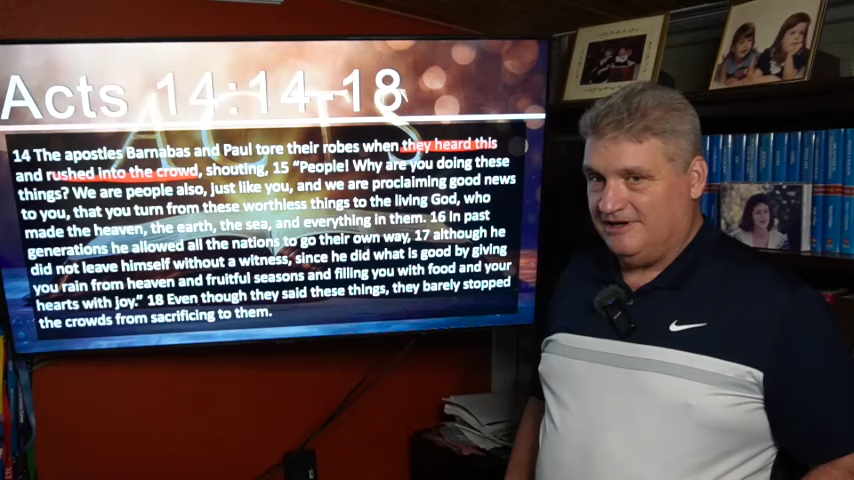 Acts 14:14-18
14 The apostles Barnabas and Paul tore their robes when they heard this
and rushed into the crowd, shouting, 15 “People! Why are you doing these
things? We are people also, just like you, and we are proclaiming good news
to you, that you turn from these worthless things to the living God, who
made the heaven, the earth, the sea, and everything in them. 16 In past
generations he allowed all the nations to go their own way, 17 although he
did not leave himself without a witness, since he did what is good by giving
you rain from heaven and fruitful seasons and filling you with food and your
hearts with joy.” 18 Even though they said these things, they barely stopped
the crowds from sacrificing to them.